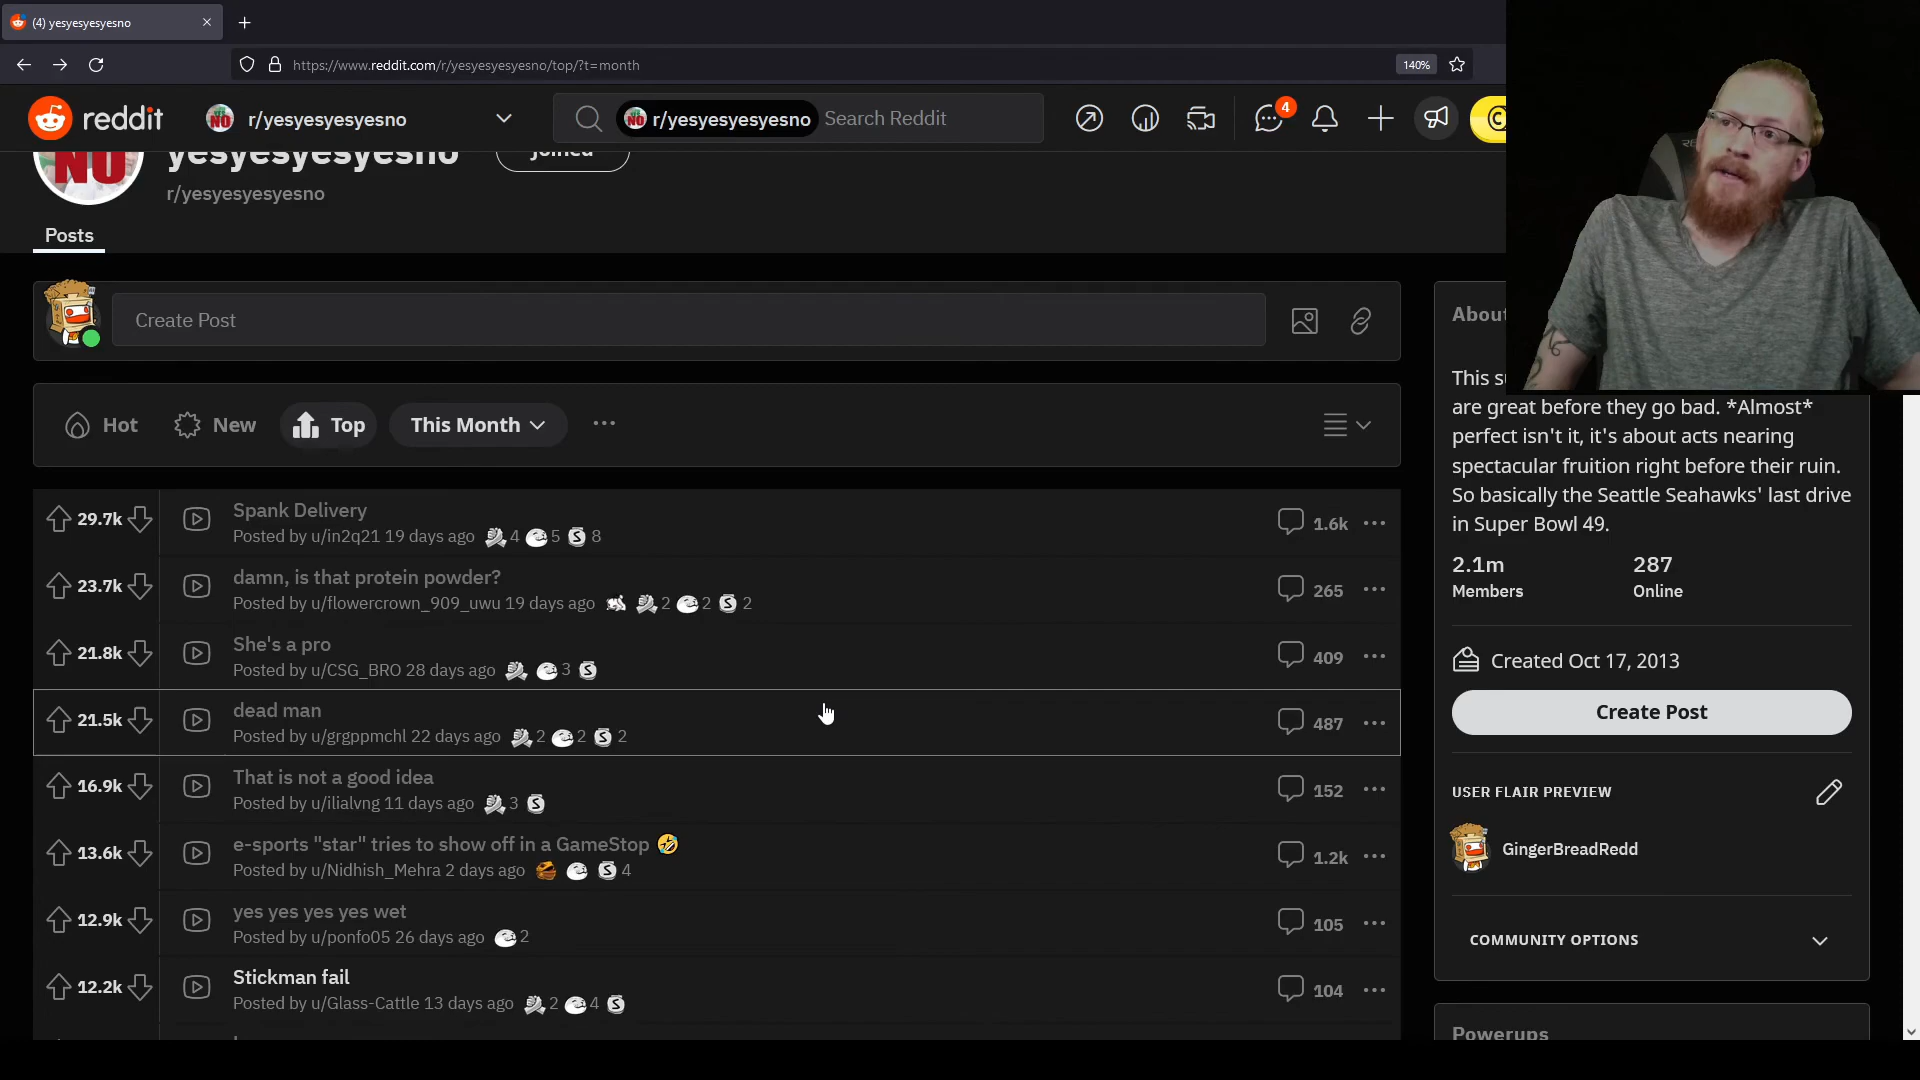 (4) yesyesyesyesno
https://www.reddit.com/r/yesyesyesyesno/top/?t=month
140%
reddit
r/yesyesyesyesno
r/yesyesyesyesno
Search Reddit
4
NO
yesyesyesyesno
Joined
r/yesyesyesyesno
Posts
Create Post
Hot
New
Top
This Month
29.7k
Spank Delivery
Posted by u/in2q21 19 days ago 4 5 8
1.6k
23.7k
damn, is that protein powder?
Posted by u/flowercrown_909_uwu 19 days ago 2 2 2
265
21.8k
She's a pro
Posted by u/CSG_BRO 28 days ago 3
409
21.5k
dead man
Posted by u/grgppmchl 22 days ago 2 2 2
487
16.9k
That is not a good idea
Posted by u/ilialvng 11 days ago 3
152
13.6k
e-sports "star" tries to show off in a GameStop 🤣
Posted by u/Nidhish_Mehra 2 days ago 4
1.2k
12.9k
yes yes yes yes wet
Posted by u/ponfo05 26 days ago 2
105
12.2k
Stickman fail
Posted by u/Glass-Cattle 13 days ago 2 4
104
About
This
are great before they go bad. *Almost*
perfect isn't it, it's about acts nearing
spectacular fruition right before their ruin.
So basically the Seattle Seahawks' last drive
in Super Bowl 49.
2.1m
Members
287
Online
Created Oct 17, 2013
Create Post
USER FLAIR PREVIEW
GingerBreadRedd
COMMUNITY OPTIONS
Powerups